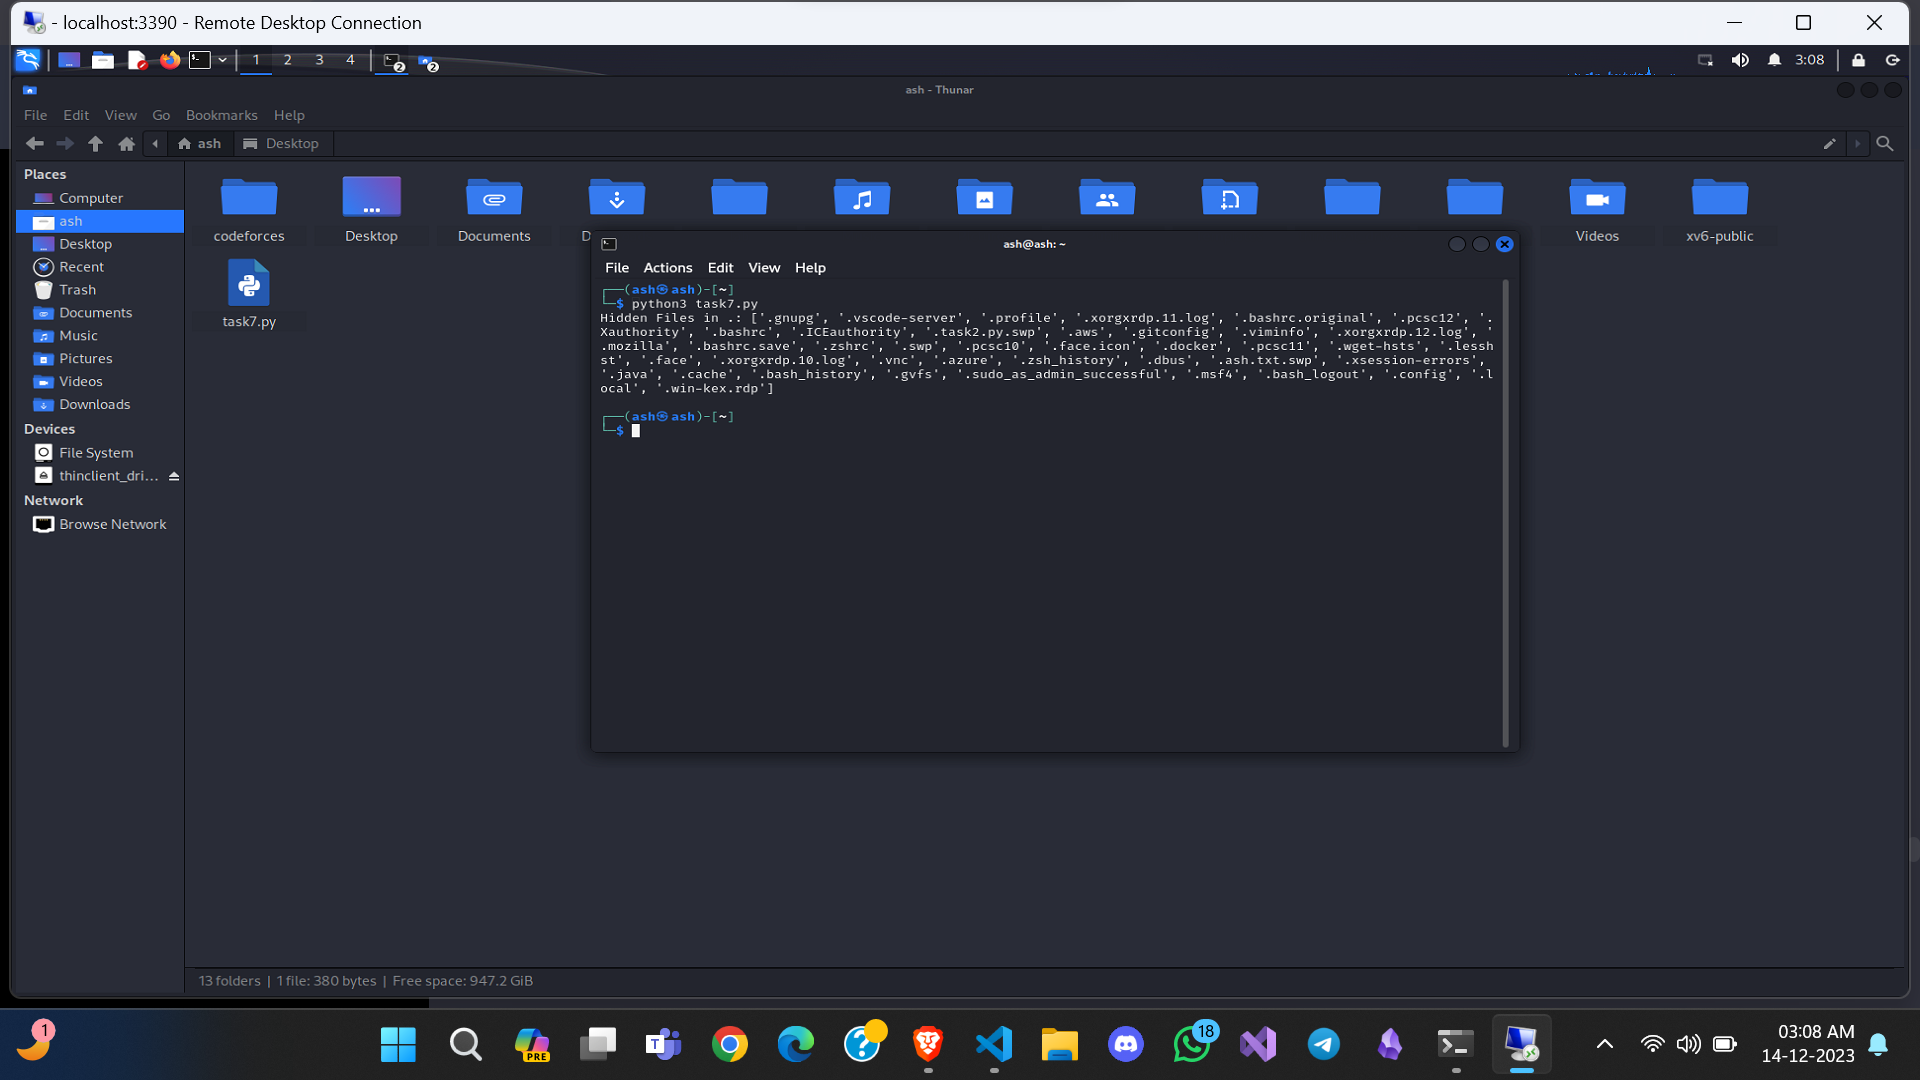 - localhost:3390 - Remote Desktop Connection
1 2 3 4 2 2 3:08
ash - Thunar
File Edit View Go Bookmarks Help
ash Desktop
Places
Computer
ash
Desktop
Recent
Trash
Documents
Music
Pictures
Videos
Downloads
Devices
File System
thinclient_dri...
Network
Browse Network
codeforces Desktop Documents D Videos xv6-public
task7.py
ash@ash: ~
File Actions Edit View Help
(ash㉿ash)-[~]
$ python3 task7.py
Hidden Files in .: ['.gnupg', '.vscode-server', '.profile', '.xorgxrdp.11.log', '.bashrc.original', '.pcsc12', '.
Xauthority', '.bashrc', '.ICEauthority', '.task2.py.swp', '.aws', '.gitconfig', '.viminfo', '.xorgxrdp.12.log', '
.mozilla', '.bashrc.save', '.zshrc', '.swp', '.pcsc10', '.face.icon', '.docker', '.pcsc11', '.wget-hsts', '.lessh
st', '.face', '.xorgxrdp.10.log', '.vnc', '.azure', '.zsh_history', '.dbus', '.ash.txt.swp', '.xsession-errors',
'.java', '.cache', '.bash_history', '.gvfs', '.sudo_as_admin_successful', '.msf4', '.bash_logout', '.config', '.l
ocal', '.win-kex.rdp']
(ash㉿ash)-[~]
$
13 folders | 1 file: 380 bytes | Free space: 947.2 GiB
1
PRE
18
03:08 AM
14-12-2023